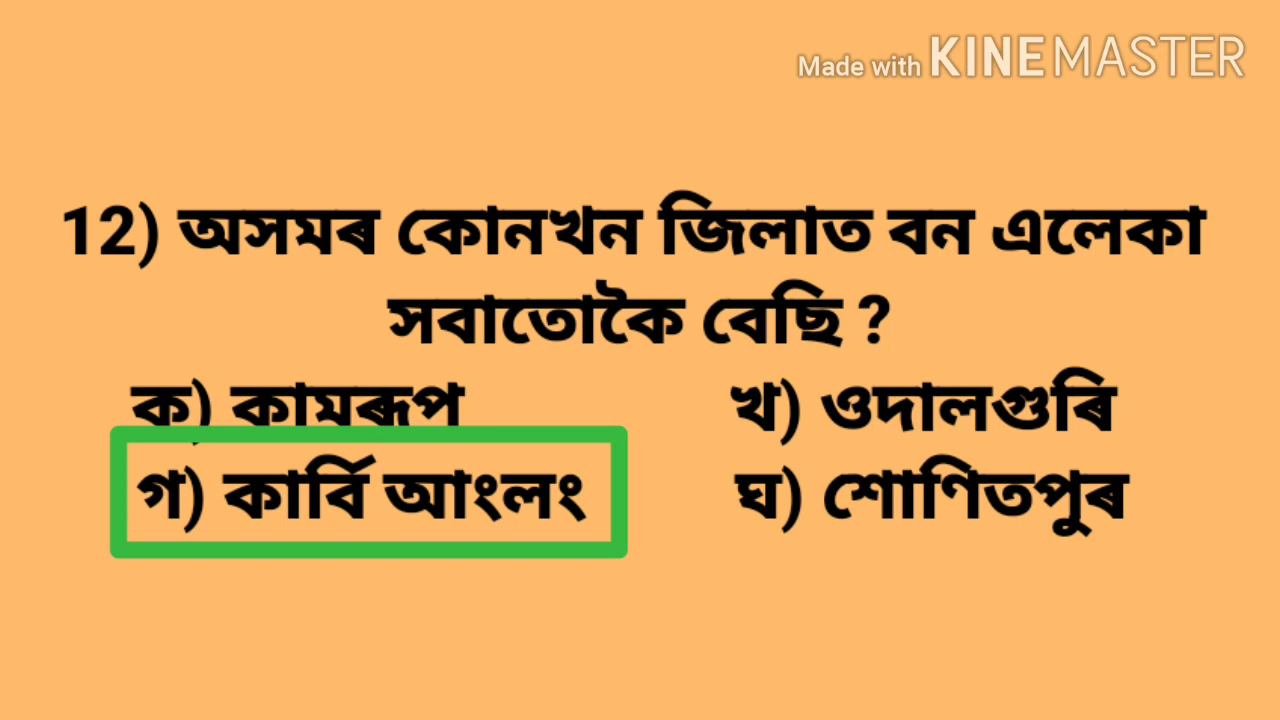 Made with KINEMASTER
12) অসমৰ কোনখন জিলাত বন এলেকা
সবাতোকৈ বেছি ?
ক) কামৰূপ খ) ওদালগুৰি
গ) কাৰ্বি আংলং ঘ) শোণিতপুৰ